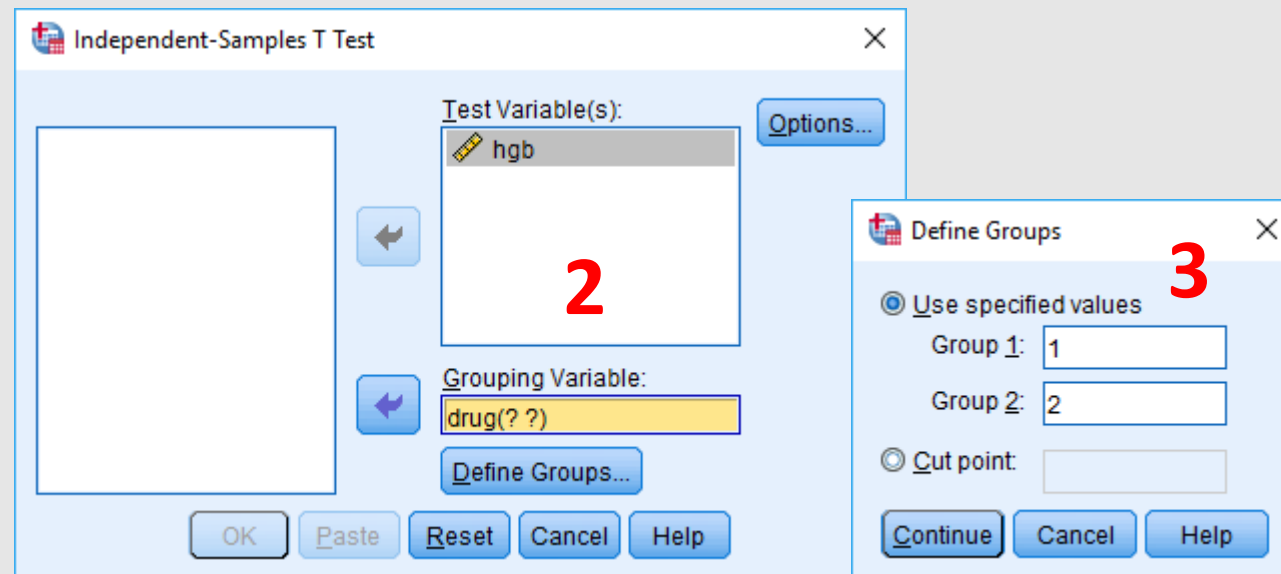 Independent-Samples T Test
Test Variable(s):
Options...
hgb
2
Grouping Variable:
drug(? ?)
Define Groups...
OK Paste Reset Cancel Help
Define Groups
3
Use specified values
Group 1: 1
Group 2: 2
Cut point:
Continue Cancel Help